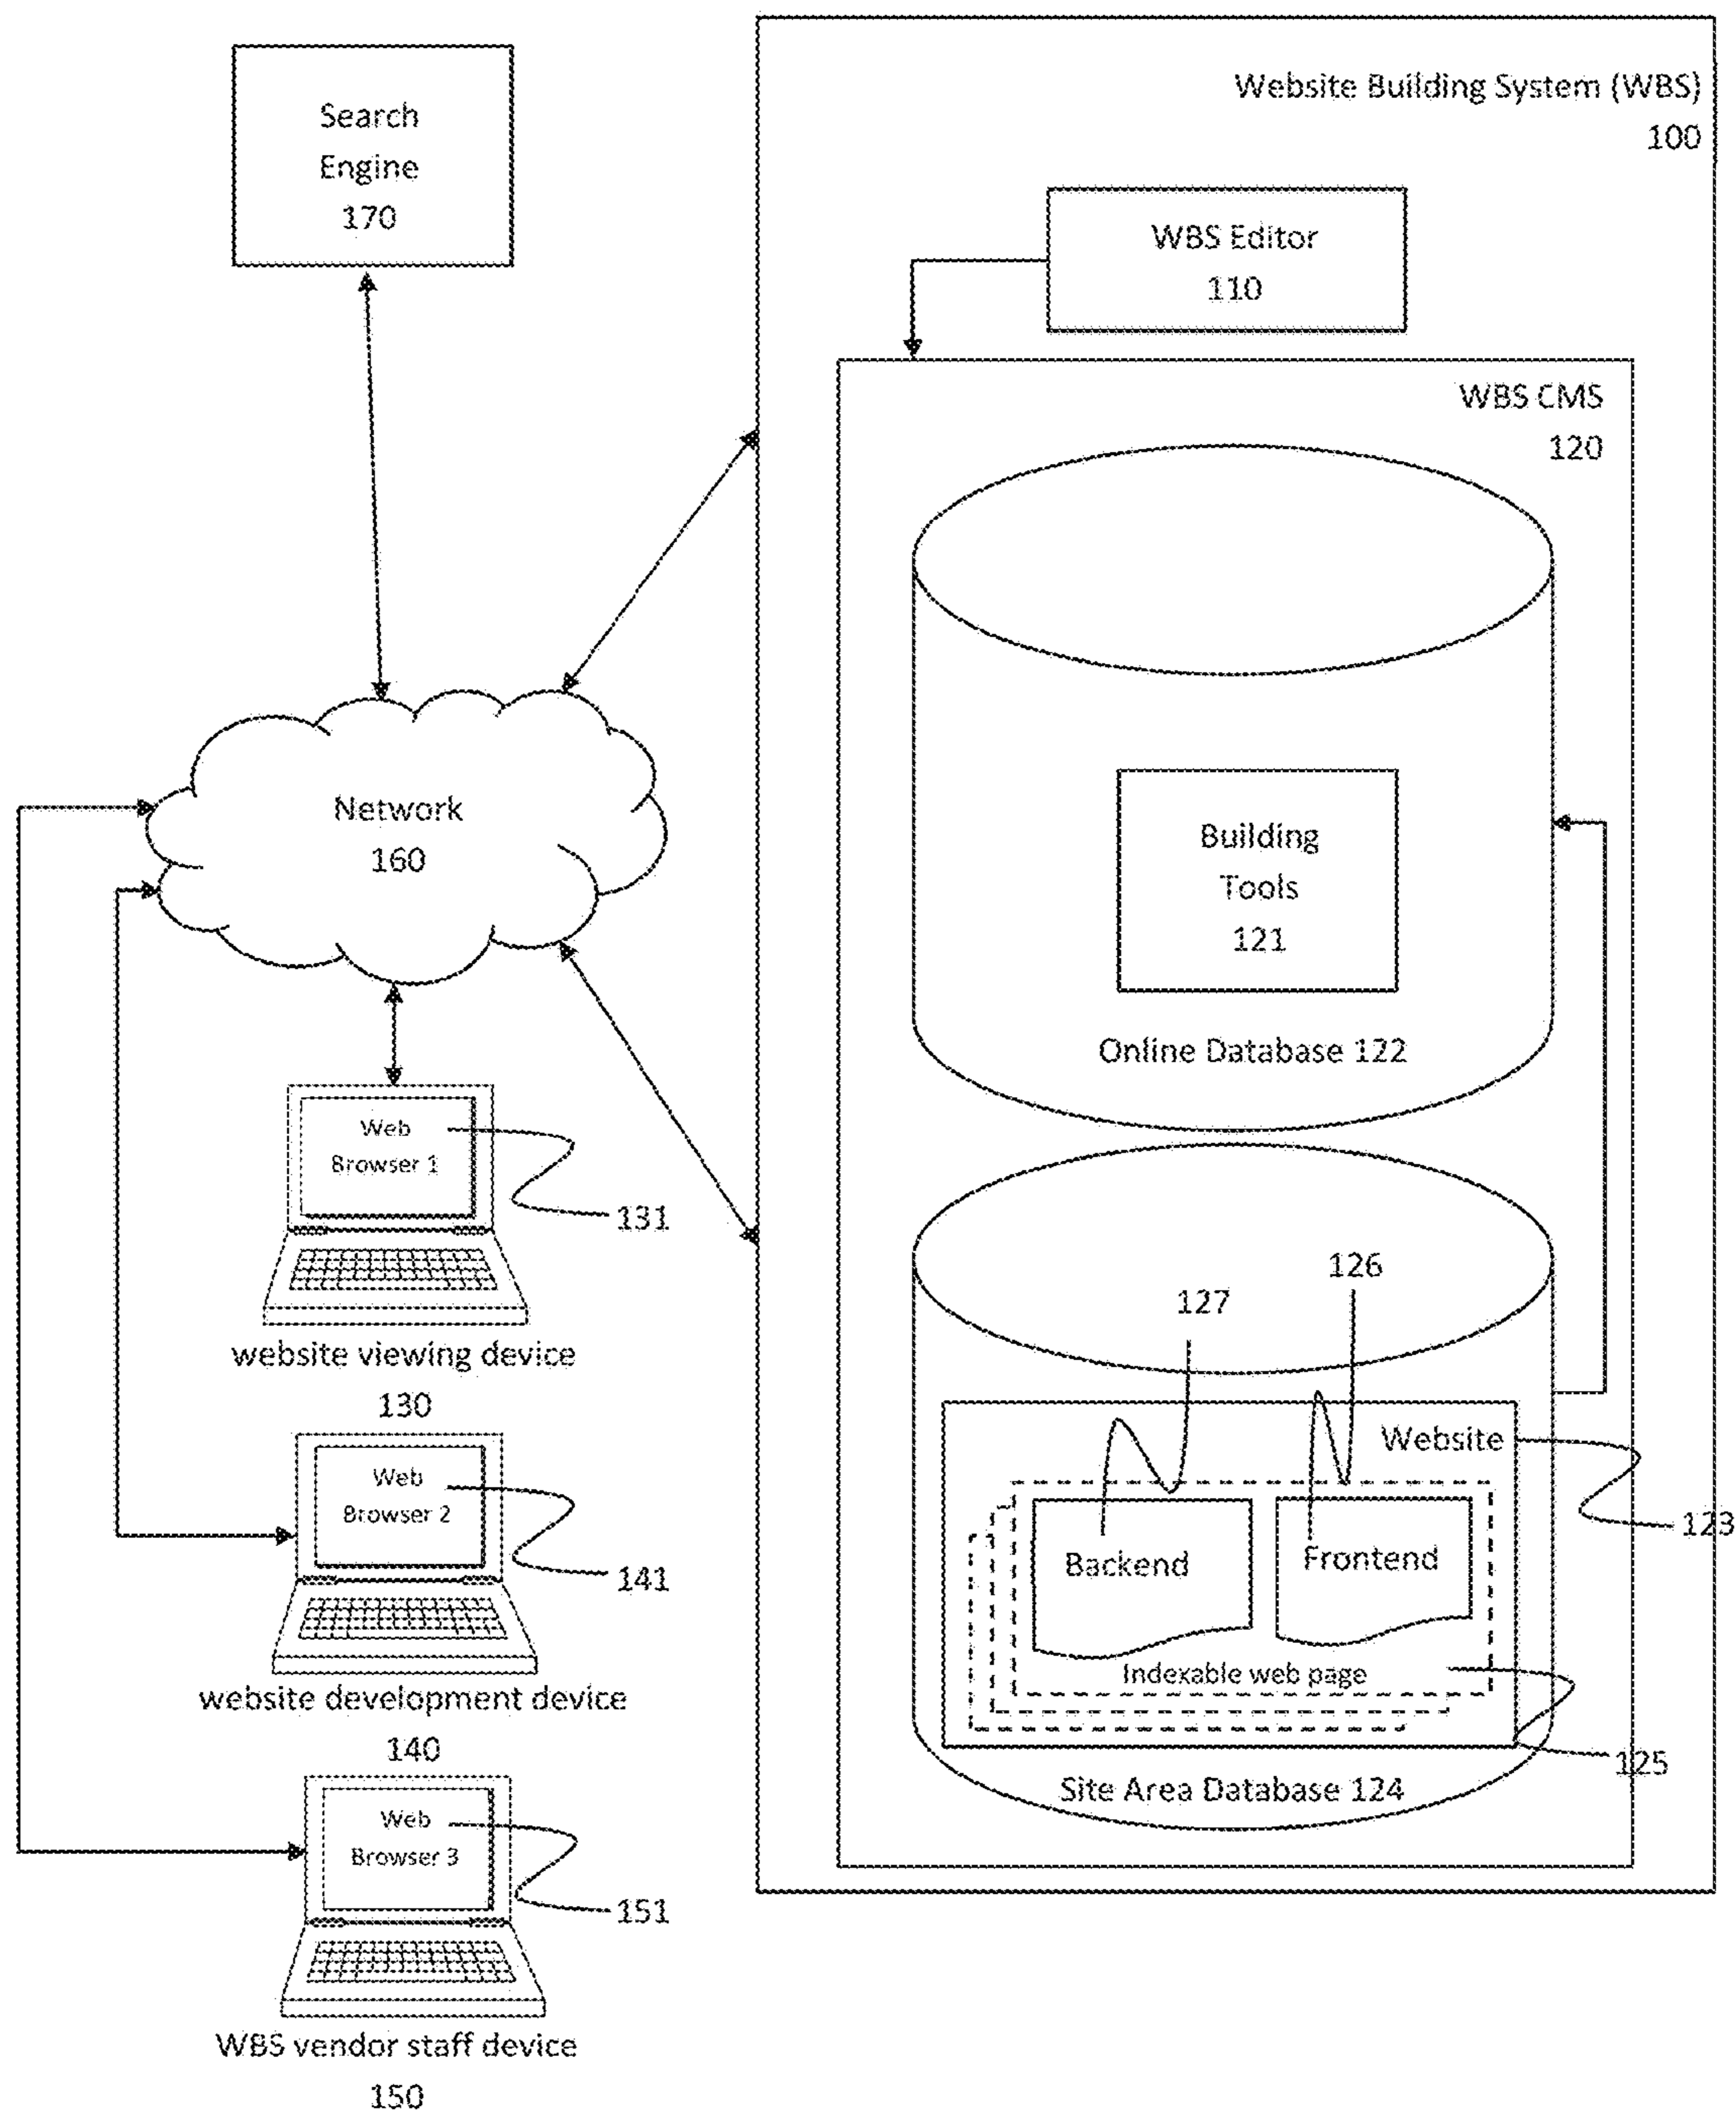 Search
Engine
170
Website Building System (WBS)
100
WBS Editor
110
WBS CMS
120
Network
160
Building
Tools
121
Online Database 122
Web
Browser 1
131
website viewing device
130
126
127
Website
123
Backend
Frontend
Indexable web page
125
Site Area Database 124
Web
Browser 2
141
website development device
140
Web
Browser 3
151
WBS vendor staff device
150